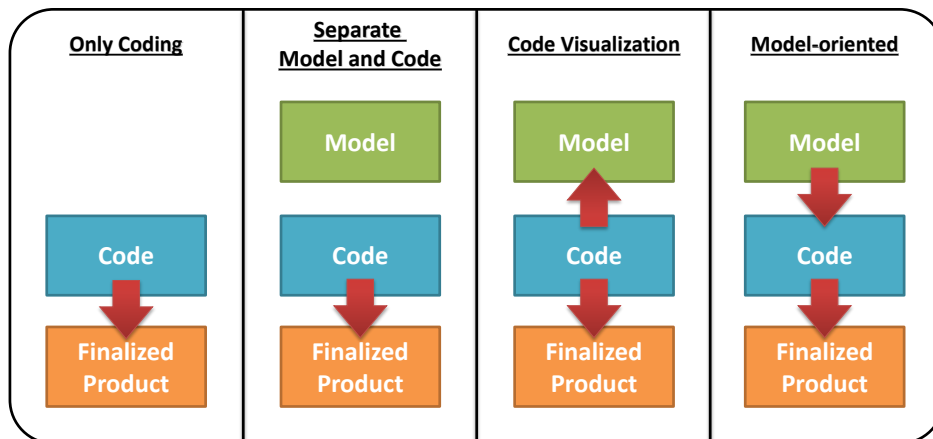 Only Coding
Code
Finalized
Product
Separate
Model and Code
Model
Code
Finalized
Product
Code Visualization
Model
Code
Finalized
Product
Model-oriented
Model
Code
Finalized
Product